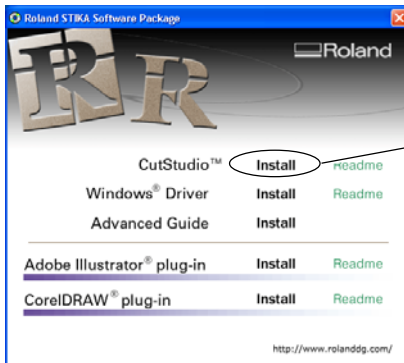 Roland STIKA Software Package
Roland
R R
CutStudio™ Install Readme
Windows® Driver Install Readme
Advanced Guide Install
Adobe Illustrator® plug-in Install Readme
CorelDRAW® plug-in Install Readme
http://www.rolanddg.com/